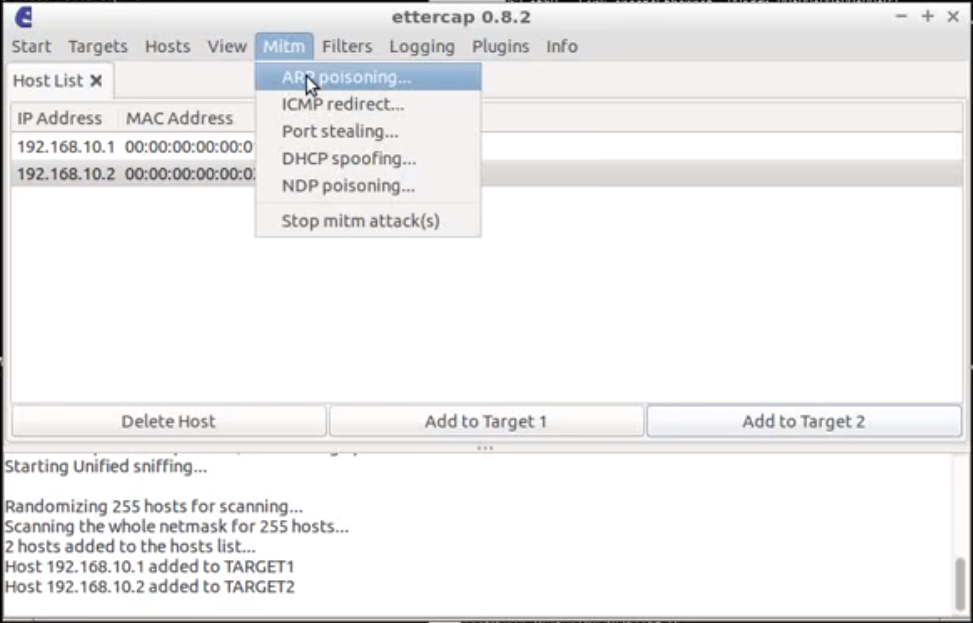 ettercap 0.8.2
Start Targets Hosts View Mitm Filters Logging Plugins Info
Host List
ARP poisoning...
ICMP redirect...
Port stealing...
DHCP spoofing...
NDP poisoning...
Stop mitm attack(s)
IP Address MAC Address
192.168.10.1 00:00:00:00:00:0
192.168.10.2 00:00:00:00:00:0
Delete Host Add to Target 1 Add to Target 2
Starting Unified sniffing...
Randomizing 255 hosts for scanning...
Scanning the whole netmask for 255 hosts...
2 hosts added to the hosts list...
Host 192.168.10.1 added to TARGET1
Host 192.168.10.2 added to TARGET2